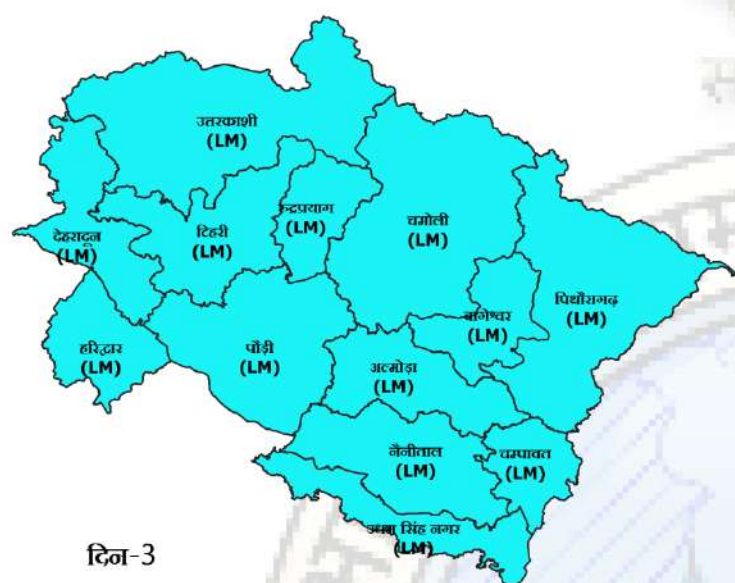 उत्तरकाशी
(LM)
रुद्रप्रयाग
(LM)
चमोली
(LM)
टिहरी
(LM)
देहरादून
(LM)
पिथौरागढ़
(LM)
बागेश्वर
(LM)
हरिद्वार
(LM)
पौड़ी
(LM)
अल्मोड़ा
(LM)
नैनीताल
(LM)
चम्पावत
(LM)
सिंह नगर
(LM)
दिन-3